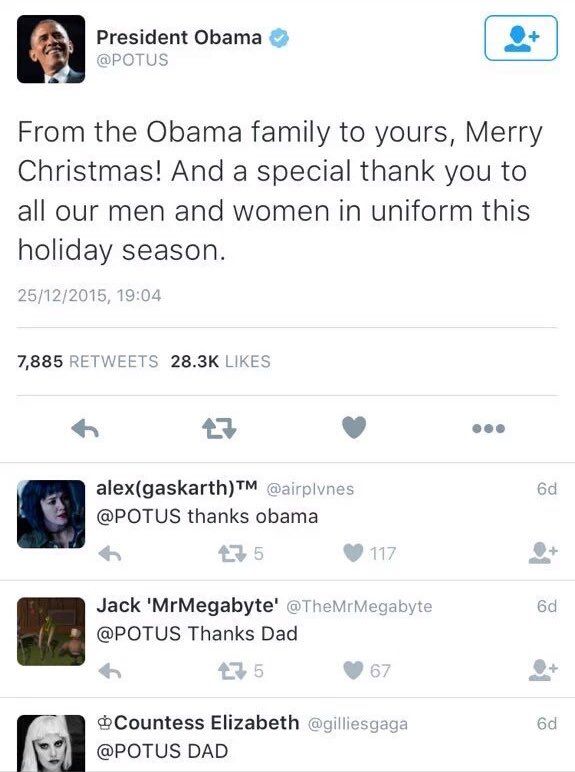 President Obama
@POTUS
From the Obama family to yours, Merry
Christmas! And a special thank you to
all our men and women in uniform this
holiday season.
25/12/2015, 19:04
7,885 RETWEETS 28.3K LIKES
alex(gaskarth)™ @airplvnes 6d
@POTUS thanks obama
5 117
Jack 'MrMegabyte' @TheMrMegabyte 6d
@POTUS Thanks Dad
5 67
♔Countess Elizabeth @gilliesgaga 6d
@POTUS DAD